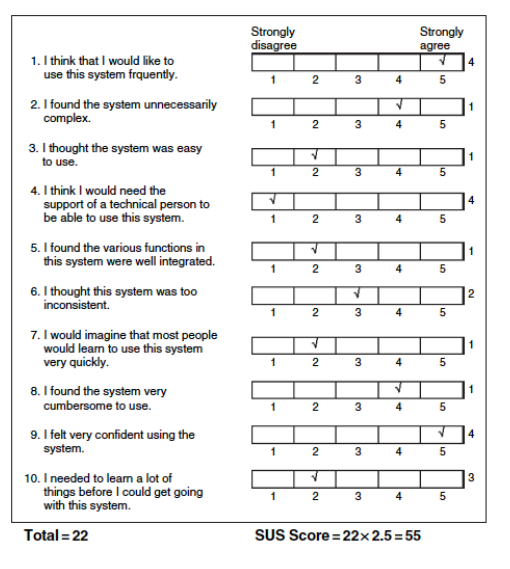 Strongly disagree
Strongly agree
1. I think that I would like to
use this system frquently.
√ 4
1 2 3 4 5
2. I found the system unnecessarily
complex.
√ 1
1 2 3 4 5
3. I thought the system was easy
to use.
√ 1
1 2 3 4 5
4. I think I would need the
support of a technical person to
be able to use this system.
√ 4
1 2 3 4 5
5. I found the various functions in
this system were well integrated.
√ 1
1 2 3 4 5
6. I thought this system was too
inconsistent.
√ 2
1 2 3 4 5
7. I would imagine that most people
would learn to use this system
very quickly.
√ 1
1 2 3 4 5
8. I found the system very
cumbersome to use.
√ 1
1 2 3 4 5
9. I felt very confident using the
system.
√ 4
1 2 3 4 5
10. I needed to learn a lot of
things before I could get going
with this system.
√ 3
1 2 3 4 5
Total = 22 SUS Score = 22× 2.5 = 55